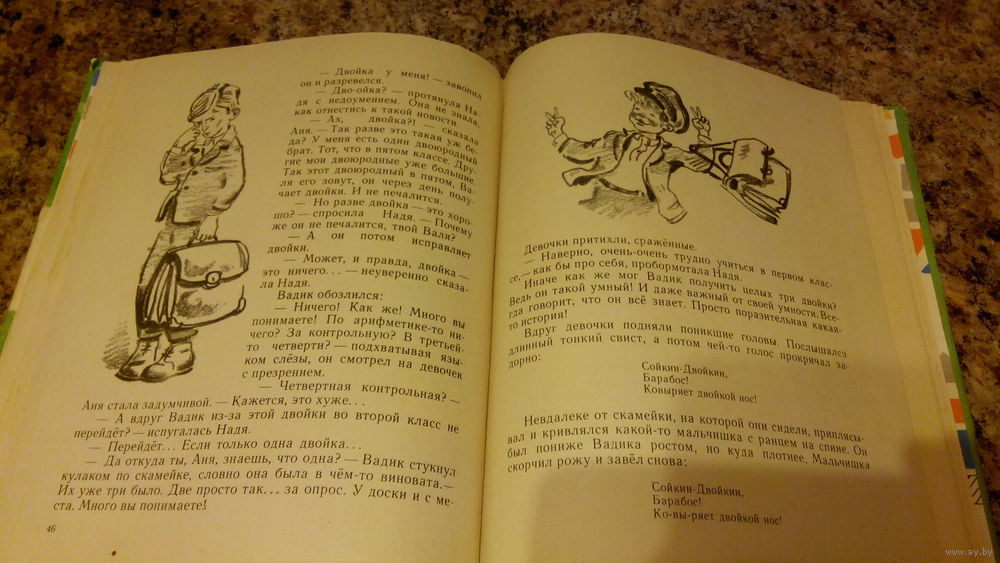 — Двойка у меня! — завопил
он и разревелся.
— Дво-ойка? — протянула На-
дя с недоумением. Она не знала,
как отнестись к такой новости.
— Ах, двойка?! — сказала
Аня. — Так разве это такая уж бе-
да? У меня есть один двоюродный
брат. Тот, что в пятом классе. Дру-
гие мои двоюродные уже большие.
Так этот двоюродный в пятом, Ва-
ля его зовут, он через день полу-
чает двойки. И не печалится.
— Но разве двойка — это хоро-
шо? — спросила Надя. — Почему
же он не печалится, твой Валя?
— А он потом исправляет
двойки.
— Может, и правда, двойка —
это ничего... — неуверенно сказа-
ла Надя.
Вадик обозлился:
— Ничего! Как же! Много вы
понимаете! По арифметике-то ни-
чего? За контрольную? В третьей-
то четверти? — подхватывая язы-
ком слёзы, он смотрел на девочек
с презрением.
— Четвертная контрольная? —
Аня стала задумчивой. — Кажется, это хуже...
— А вдруг Вадик из-за этой двойки во второй класс не
перейдёт? — испугалась Надя.
— Перейдёт... Если только одна двойка...
— Да откуда ты, Аня, знаешь, что одна? — Вадик стукнул
кулаком по скамейке, словно она была в чём-то виновата.—
Их уже три было. Две просто так... за опрос. У доски и с ме-
ста. Много вы понимаете!
46
Девочки притихли, сражённые.
— Наверно, очень-очень трудно учиться в первом клас-
се,— как бы про себя, пробормотала Надя.
Иначе как же мог Вадик получить целых три двойки?
Ведь он такой умный! И даже важный от своей умности. Все-
гда говорит, что он всё знает. Просто поразительная какая-
то история!
Вдруг девочки подняли поникшие головы. Послышался
длинный тонкий свист, а потом чей-то голос прокричал за-
дорно:
Сойкин-Двойкин,
Барабос!
Ковыряет двойкой нос!
Невдалеке от скамейки, на которой они сидели, приплясы-
вал и кривлялся какой-то мальчишка с ранцем на спине. Он
был пониже Вадика ростом, но куда плотнее. Мальчишка
скорчил рожу и завёл снова:
Сойкин-Двойкин,
Барабос!
Ко-вы-ряет двойкой нос!
www.ay.by